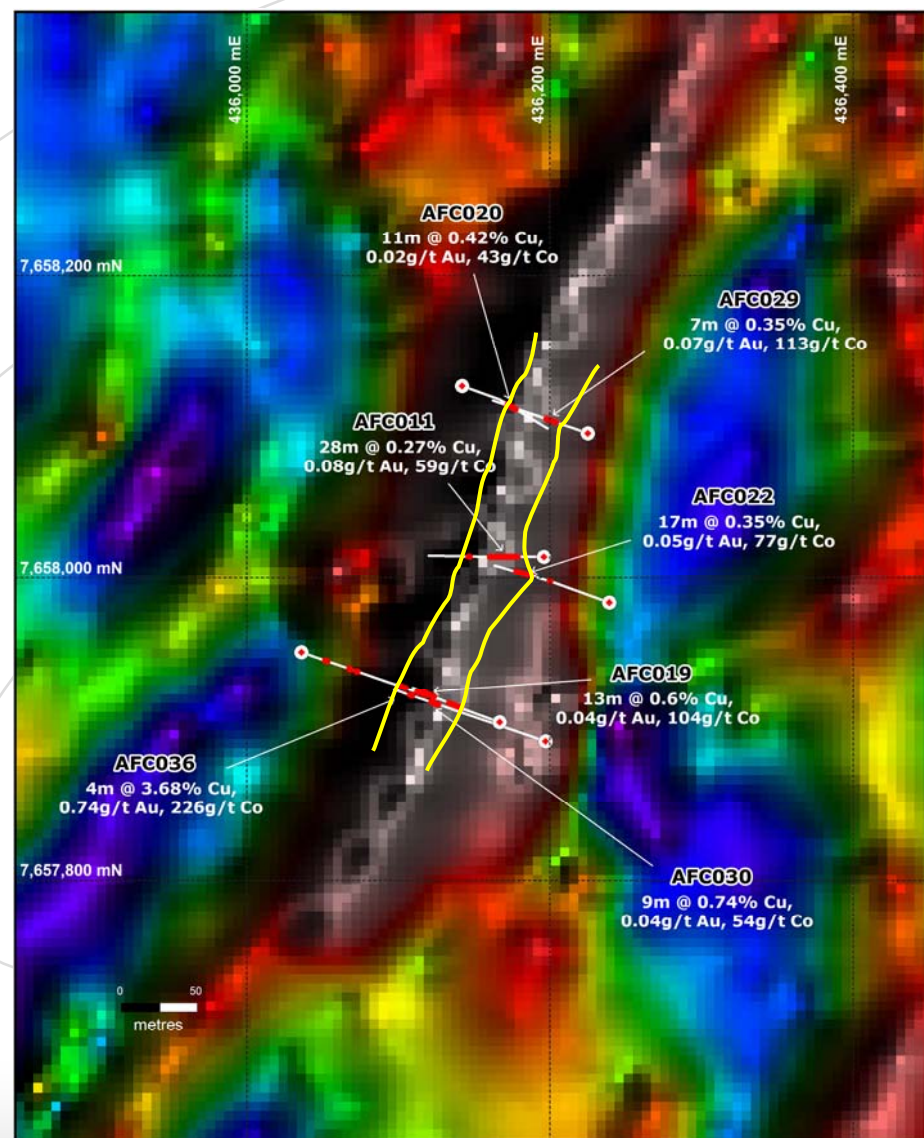 436,000 mE
436,200 mE
436,400 mE
AFC020
11m @ 0.42% Cu,
0.02g/t Au, 43g/t Co
7,658,200 mN
AFC029
7m @ 0.35% Cu,
0.07g/t Au, 113g/t Co
AFC011
28m @ 0.27% Cu,
0.08g/t Au, 59g/t Co
AFC022
17m @ 0.35% Cu,
0.05g/t Au, 77g/t Co
7,658,000 mN
AFC019
13m @ 0.6% Cu,
0.04g/t Au, 104g/t Co
AFC036
4m @ 3.68% Cu,
0.74g/t Au, 226g/t Co
7,657,800 mN
AFC030
9m @ 0.74% Cu,
0.04g/t Au, 54g/t Co
0 50
metres